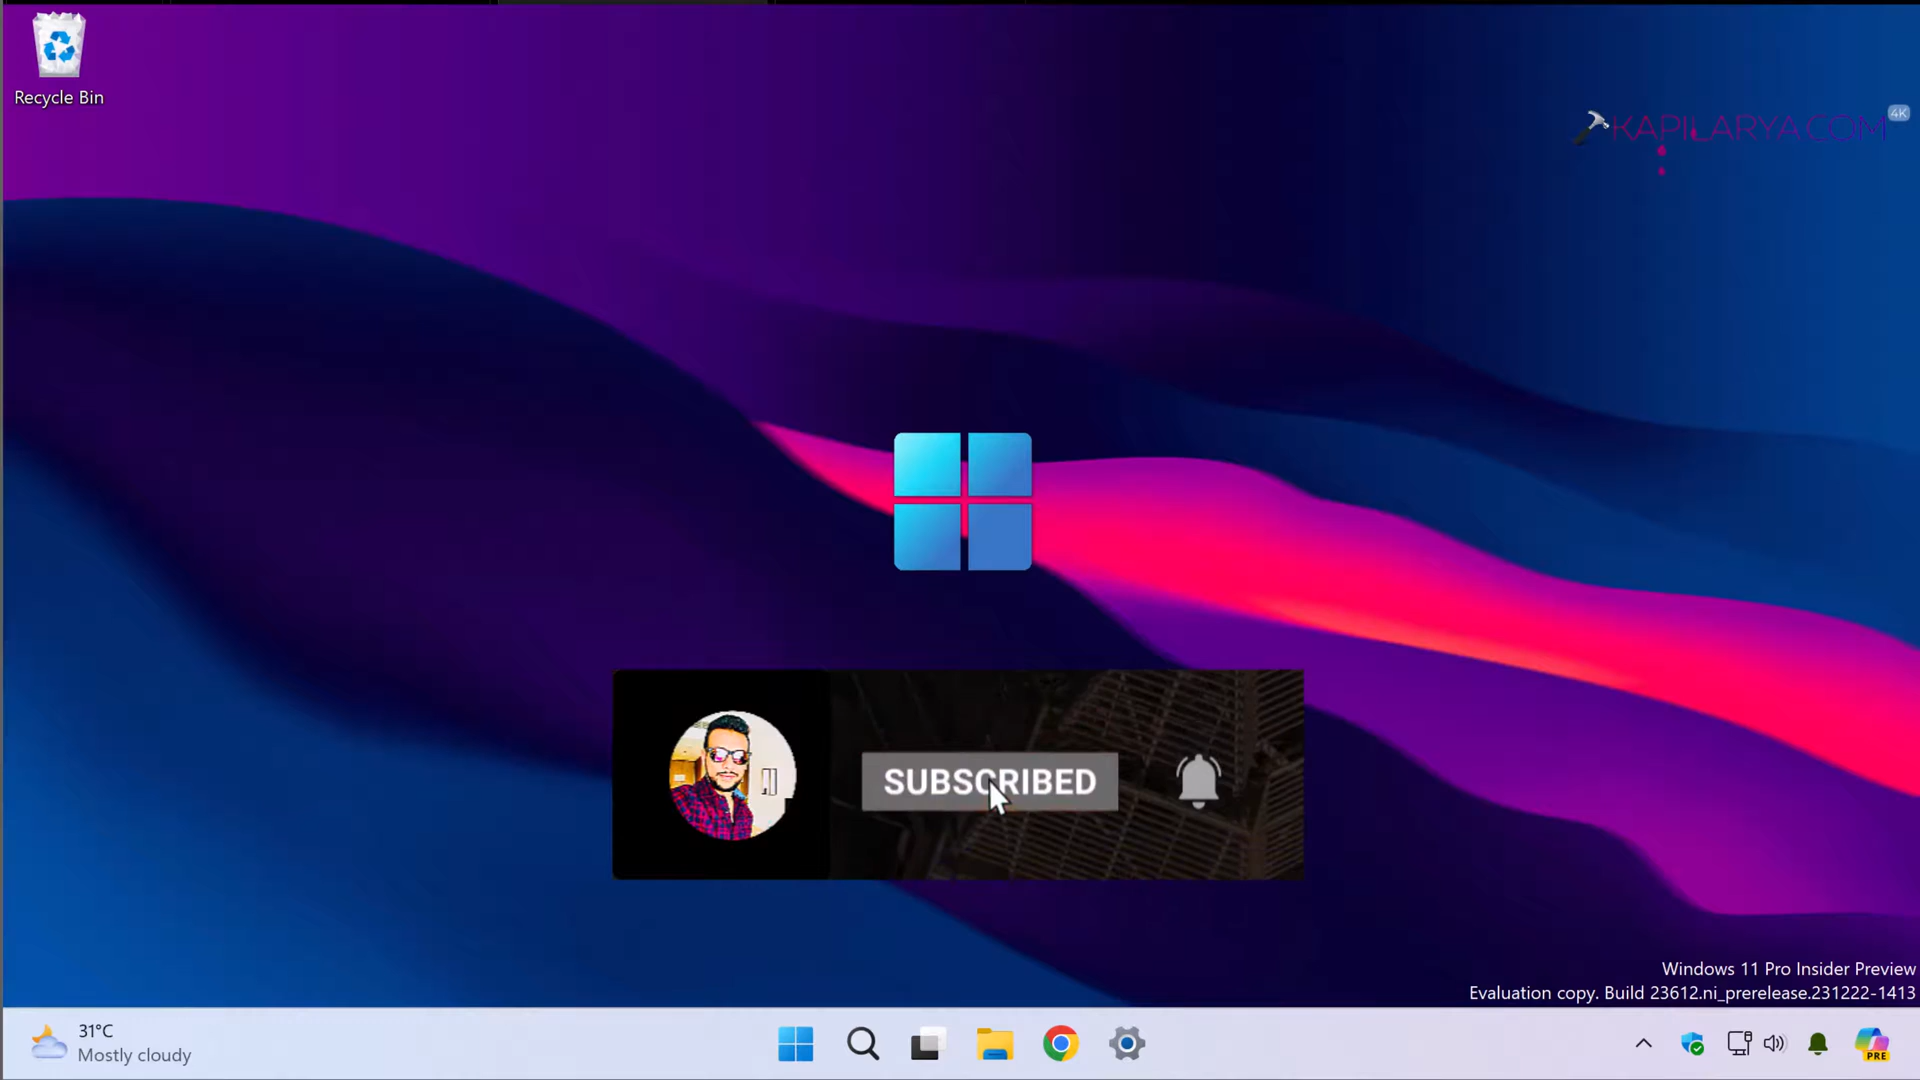 Recycle Bin
4K
KAPILARYA.COM
SUBSCRIBED
Windows 11 Pro Insider Preview
Evaluation copy. Build 23612.ni_prerelease.231222-1413
31°C
Mostly cloudy
PRE